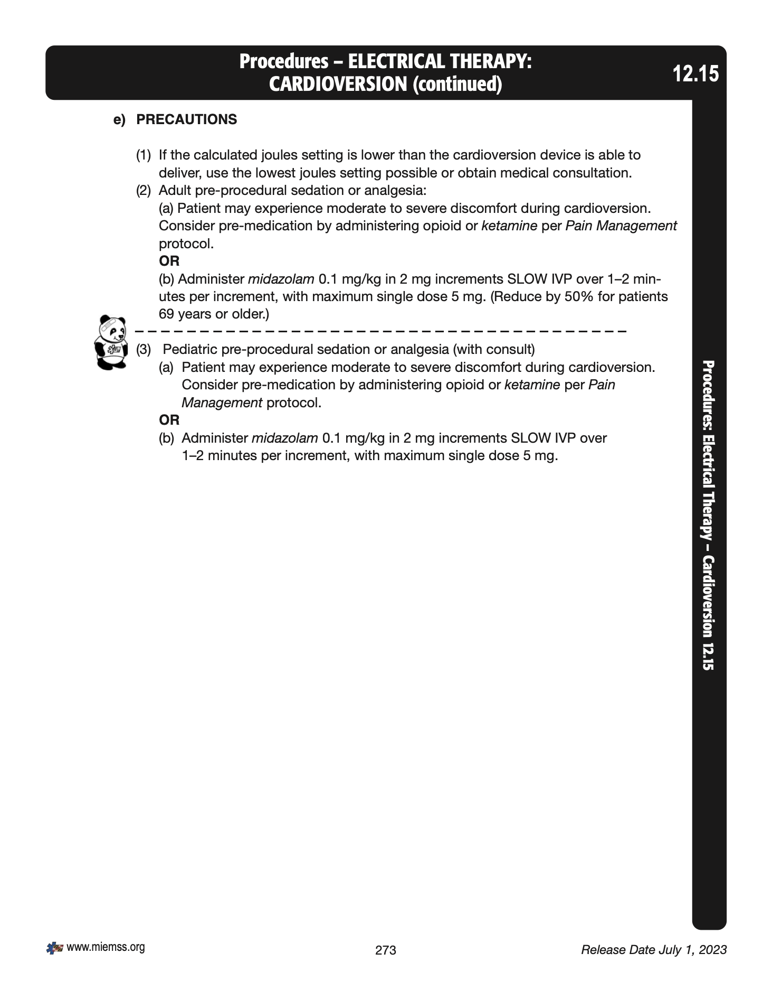 Procedures – ELECTRICAL THERAPY:
CARDIOVERSION (continued)
12.15
e) PRECAUTIONS
(1) If the calculated joules setting is lower than the cardioversion device is able to
deliver, use the lowest joules setting possible or obtain medical consultation.
(2) Adult pre-procedural sedation or analgesia:
(a) Patient may experience moderate to severe discomfort during cardioversion.
Consider pre-medication by administering opioid or ketamine per Pain Management
protocol.
OR
(b) Administer midazolam 0.1 mg/kg in 2 mg increments SLOW IVP over 1–2 min-
utes per increment, with maximum single dose 5 mg. (Reduce by 50% for patients
69 years or older.)
(3) Pediatric pre-procedural sedation or analgesia (with consult)
(a) Patient may experience moderate to severe discomfort during cardioversion.
Consider pre-medication by administering opioid or ketamine per Pain
Management protocol.
OR
(b) Administer midazolam 0.1 mg/kg in 2 mg increments SLOW IVP over
1–2 minutes per increment, with maximum single dose 5 mg.
Procedures: Electrical Therapy – Cardioversion 12.15
www.miemss.org
273
Release Date July 1, 2023